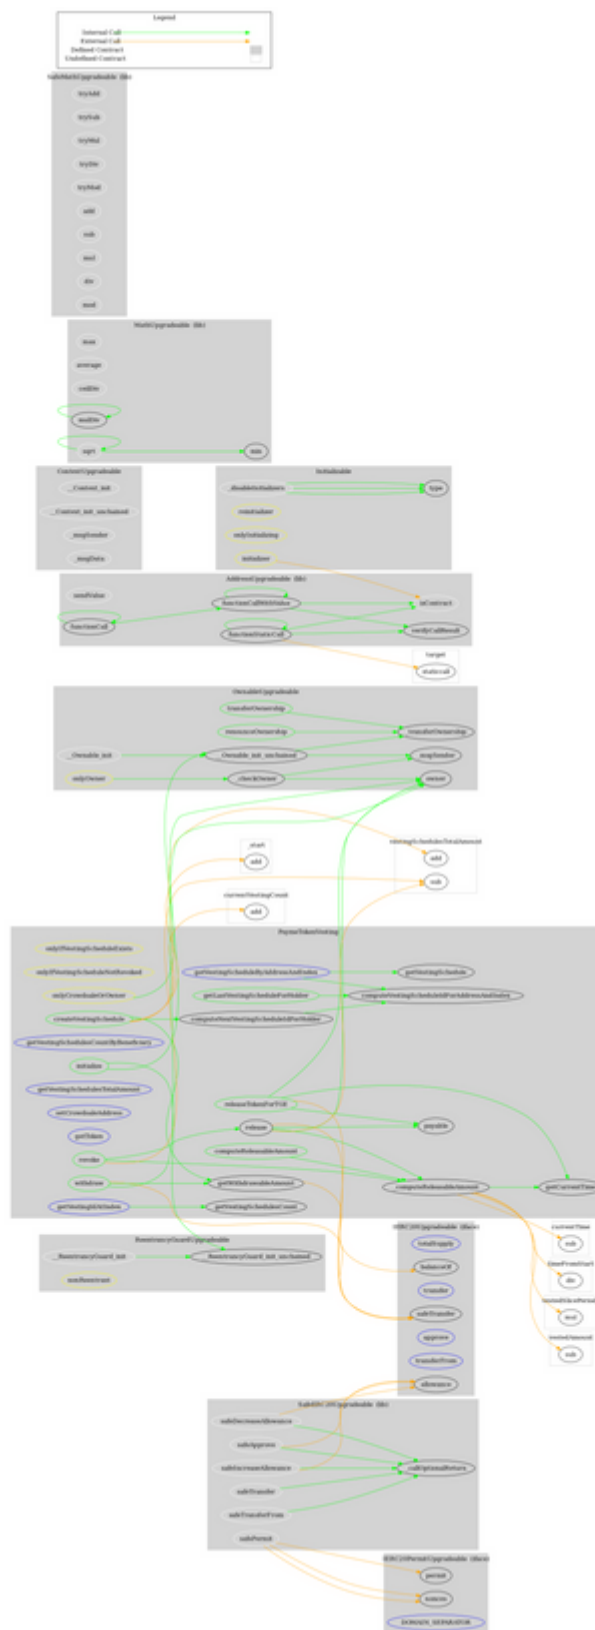 Legend
Internal Call
External Call
Defined Contract
Undefined Contract
SafeMathUpgradeable (lib)
tryAdd
trySub
tryMul
tryDiv
tryMod
add
sub
mul
div
mod
MathUpgradeable (lib)
max
average
ceilDiv
mulDiv
sqrt
min
ContextUpgradeable
__Context_init
__Context_init_unchained
_msgSender
_msgData
Initializable
_disableInitializers
type
reinitializer
onlyInitializing
initializer
AddressUpgradeable (lib)
sendValue
functionCallWithValue
isContract
functionCall
functionStaticCall
verifyCallResult
target
staticcall
OwnableUpgradeable
transferOwnership
renounceOwnership
_transferOwnership
__Ownable_init
__Ownable_init_unchained
_msgSender
onlyOwner
_checkOwner
owner
_start
add
vestingSchedulesTotalAmount
add
sub
currentVestingCount
add
onlyIfVestingScheduleExists
onlyIfVestingScheduleNotRevoked
getVestingScheduleByAddressAndIndex
getVestingSchedule
onlyCrowdsaleOrOwner
getLastVestingScheduleForHolder
computeVestingScheduleIdForAddressAndIndex
createVestingSchedule
computeNextVestingScheduleIdForHolder
getVestingSchedulesCountByBeneficiary
initialize
getVestingSchedulesTotalAmount
releaseTokenForTGE
setCrowdsaleAddress
release
payable
getToken
computeReleasableAmount
revoke
withdraw
getWithdrawableAmount
_computeReleasableAmount
getCurrentTime
getVestingIdAtIndex
getVestingSchedulesCount
ReentrancyGuardUpgradeable
__ReentrancyGuard_init
__ReentrancyGuard_init_unchained
nonReentrant
IERC20Upgradeable (iface)
totalSupply
balanceOf
transfer
safeTransfer
approve
transferFrom
allowance
currentTime
sub
timeFromStart
div
mul
vestedAmount
sub
SafeERC20Upgradeable (lib)
safeDecreaseAllowance
safeApprove
safeIncreaseAllowance
_callOptionalReturn
safeTransfer
safeTransferFrom
safePermit
IERC20PermitUpgradeable (iface)
permit
nonces
DOMAIN_SEPARATOR